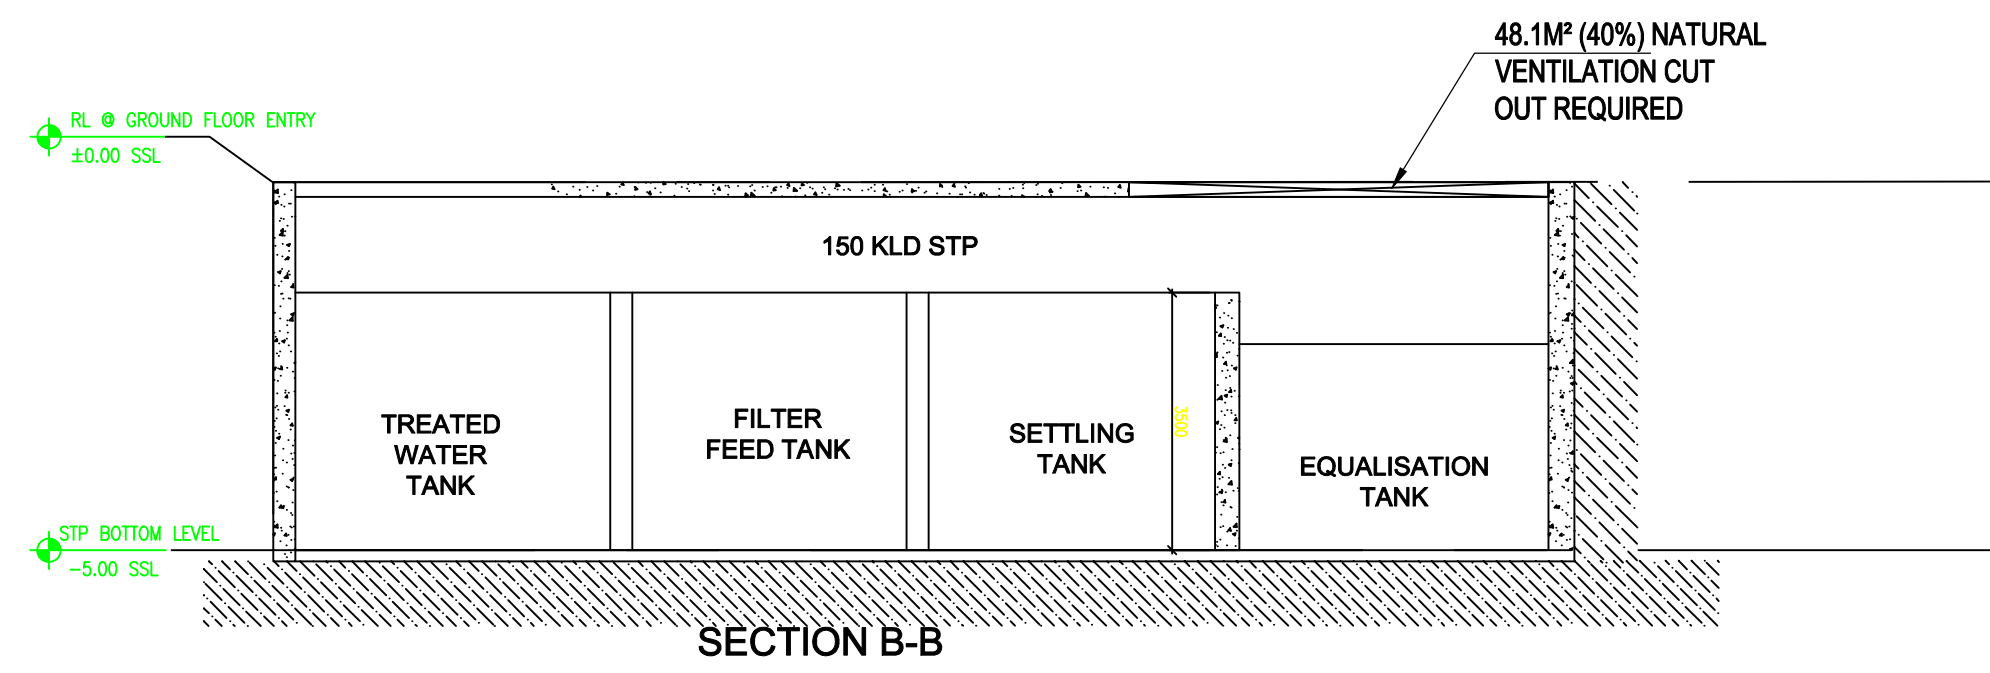 48.1M² (40%) NATURAL
VENTILATION CUT
OUT REQUIRED
RL @ GROUND FLOOR ENTRY
±0.00 SSL
150 KLD STP
TREATED
WATER
TANK
FILTER
FEED TANK
SETTLING
TANK
3500
EQUALISATION
TANK
STP BOTTOM LEVEL
-5.00 SSL
SECTION B-B